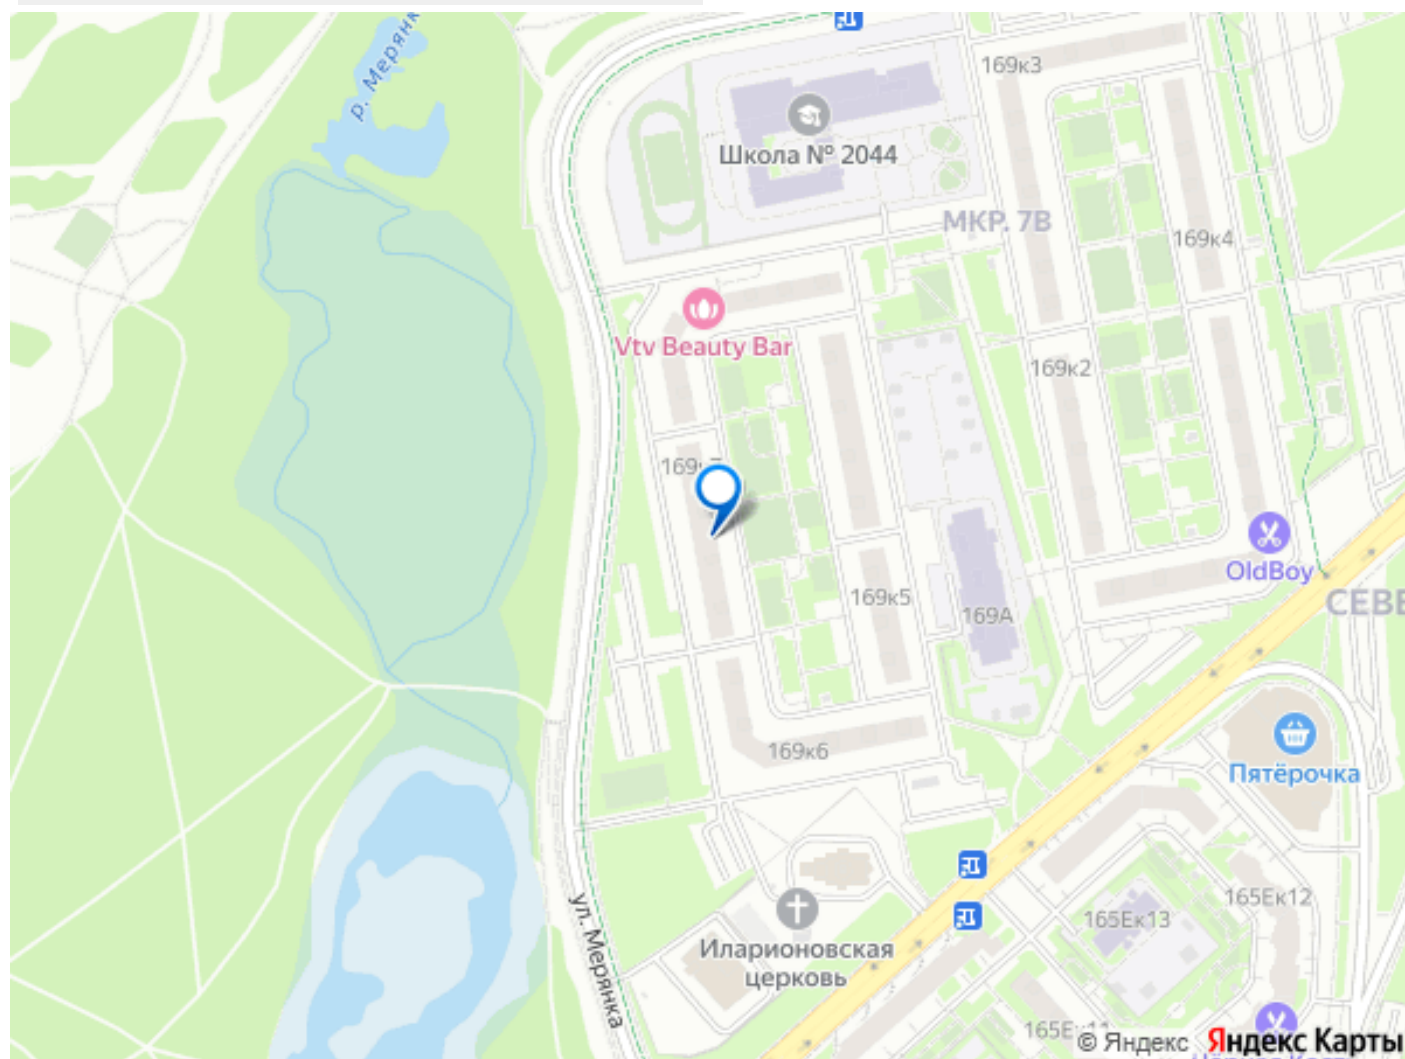 р. Мерянк
169к3
Школа № 2044
МКР. 7В
169к4
Vtv Beauty Bar
169к2
OldBoy
169к5
169А
СЕВЕ
169к6
Пятёрочка
165Ек12
165Ек13
ул. Мерянка
Иларионовская
церковь
© Яндекс Яндекс Карты